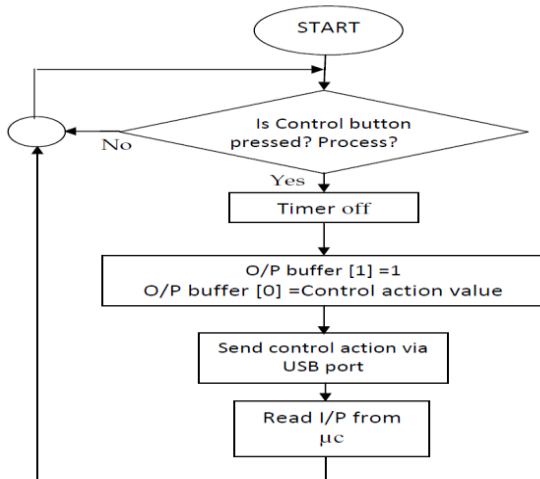 START
Is Control button
pressed? Process?
No
Yes
Timer off
O/P buffer [1] =1
O/P buffer [0] =Control action value
Send control action via
USB port
Read I/P from
µc